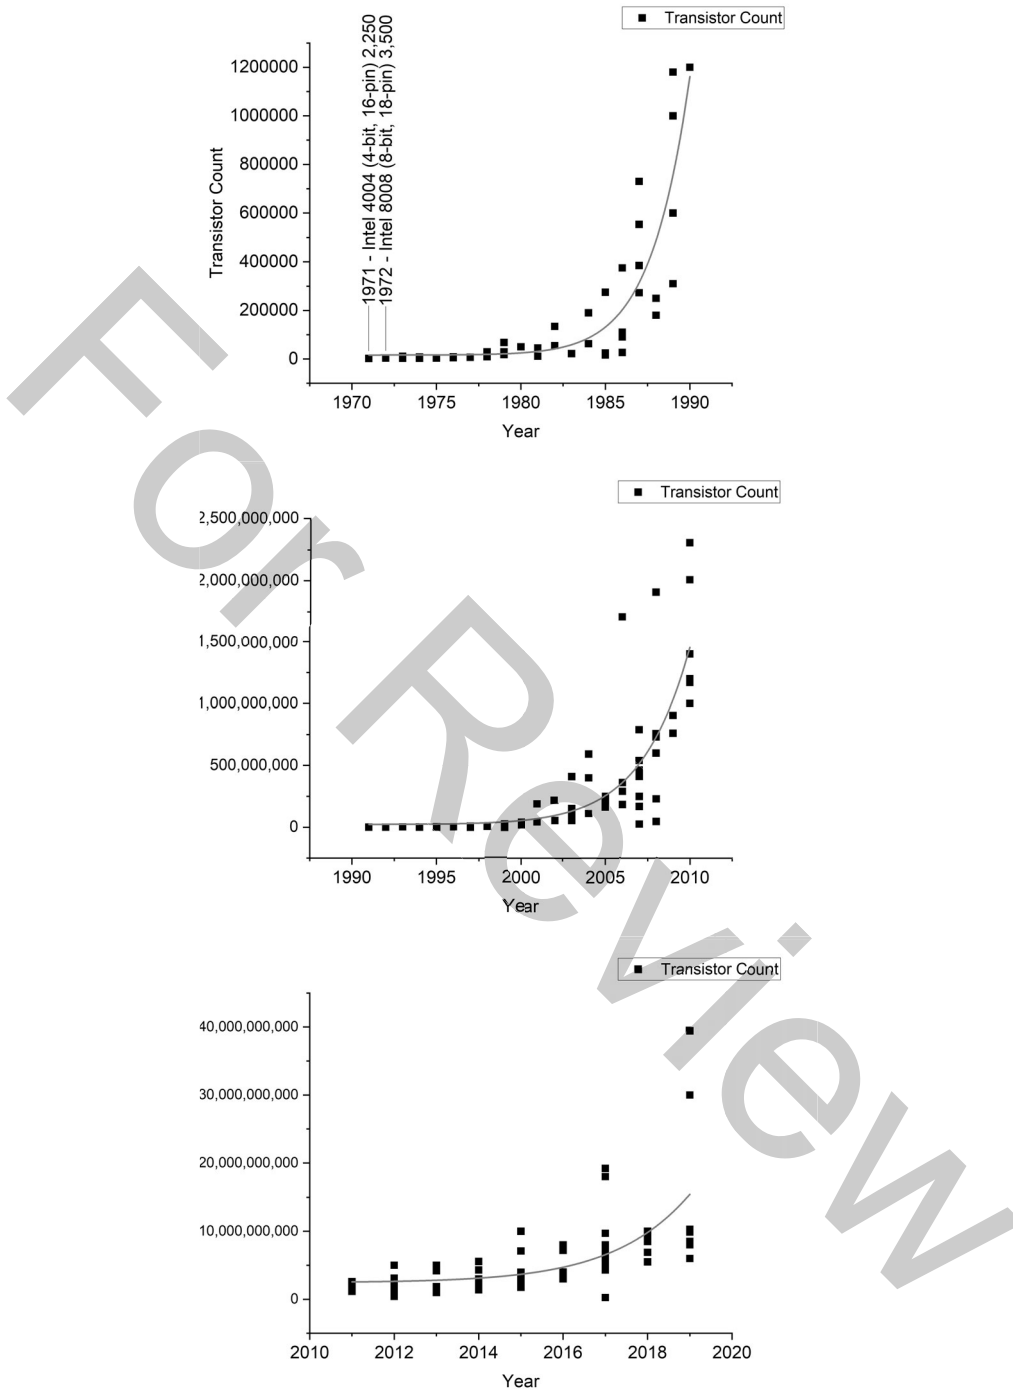 Transistor Count
1971 - Intel 4004 (4-bit, 16-pin) 2,250
1972 - Intel 8008 (8-bit, 18-pin) 3,500
Transistor Count
1200000
1000000
800000
600000
400000
200000
0
1970 1975 1980 1985 1990
Year
Transistor Count
2,500,000,000
2,000,000,000
1,500,000,000
1,000,000,000
500,000,000
0
1990 1995 2000 2005 2010
Year
Transistor Count
40,000,000,000
30,000,000,000
20,000,000,000
10,000,000,000
0
2010 2012 2014 2016 2018 2020
Year
For Review